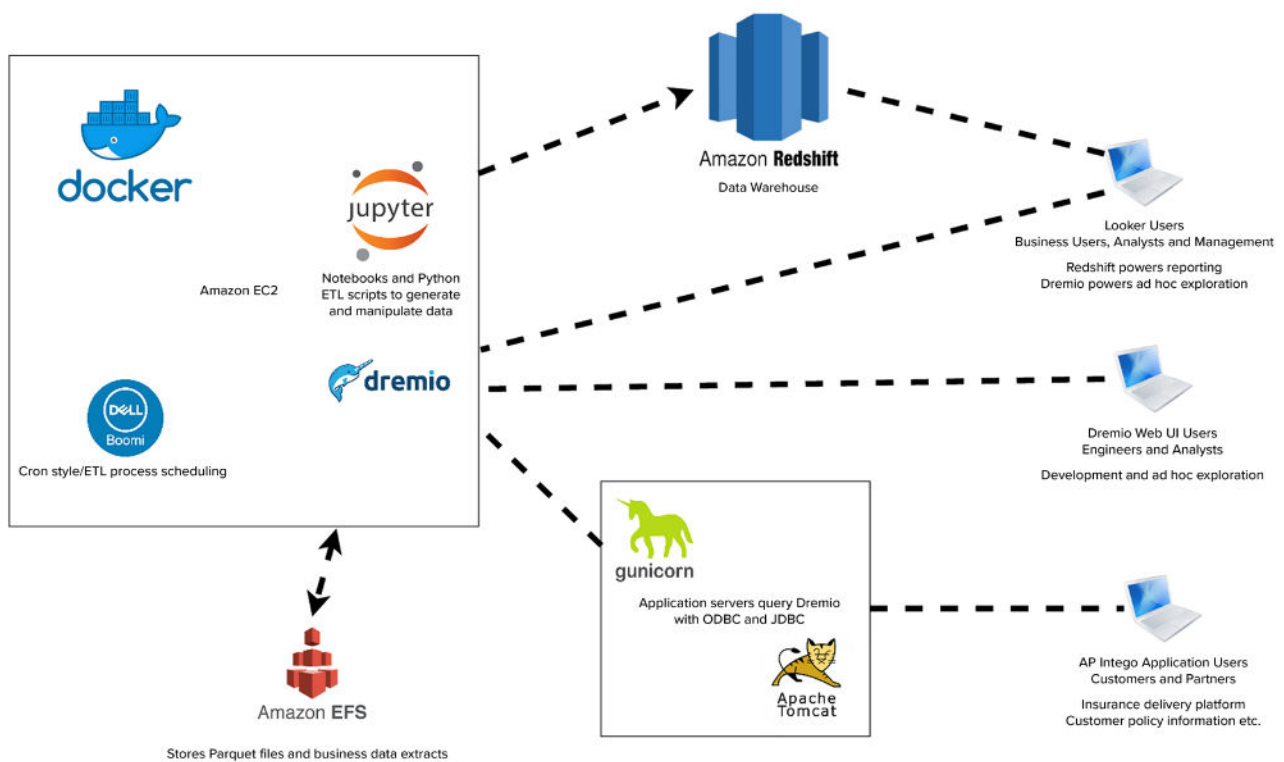 docker
jupyter
Amazon EC2
Notebooks and Python
ETL scripts to generate
and manipulate data
dremio
DELL
Boomi
Cron style/ETL process scheduling
Amazon Redshift
Data Warehouse
Looker Users
Business Users, Analysts and Management
Redshift powers reporting
Dremio powers ad hoc exploration
Dremio Web UI Users
Engineers and Analysts
Development and ad hoc exploration
gunicorn
Application servers query Dremio
with ODBC and JDBC
Apache
Tomcat
AP Intego Application Users
Customers and Partners
Insurance delivery platform
Customer policy information etc.
Amazon EFS
Stores Parquet files and business data extracts